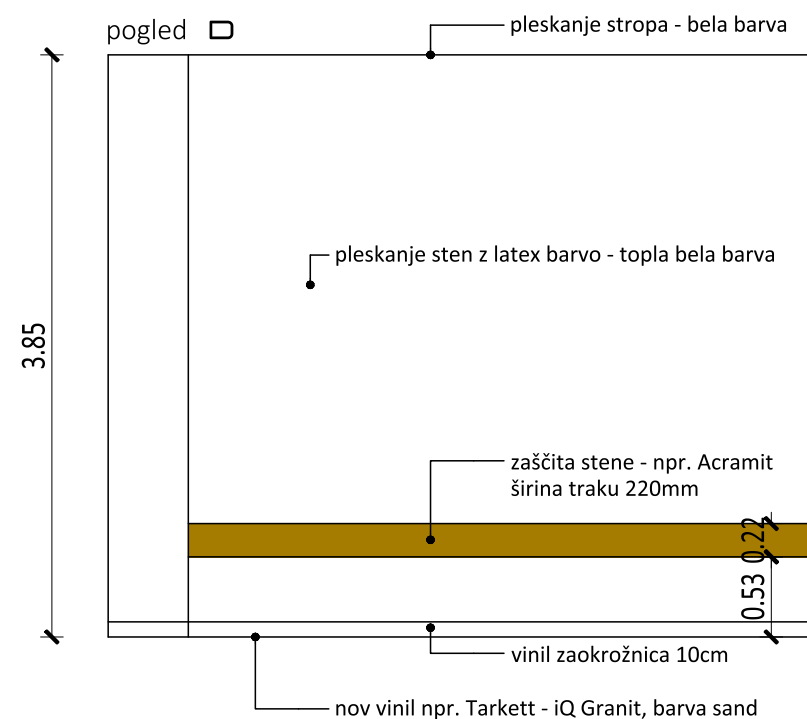 pogled D
pleskanje stropa - bela barva
pleskanje sten z latex barvo - topla bela barva
3.85
zaščita stene - npr. Acramit
širina traku 220mm
0.22
0.53
vinil zaokrožnica 10cm
nov vinil npr. Tarkett - iQ Granit, barva sand